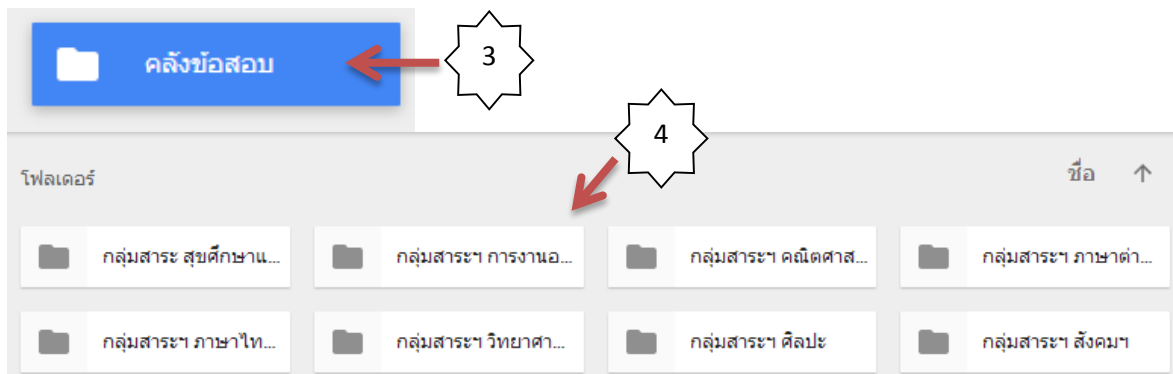 คลังข้อสอบ
3
4
โฟลเดอร์
ชื่อ
กลุ่มสาระ สุขศึกษาแ...
กลุ่มสาระฯ การงานอ...
กลุ่มสาระฯ คณิตศาส...
กลุ่มสาระฯ ภาษาต่า...
กลุ่มสาระฯ ภาษาไท...
กลุ่มสาระฯ วิทยาศา...
กลุ่มสาระฯ ศิลปะ
กลุ่มสาระฯ สังคมฯ